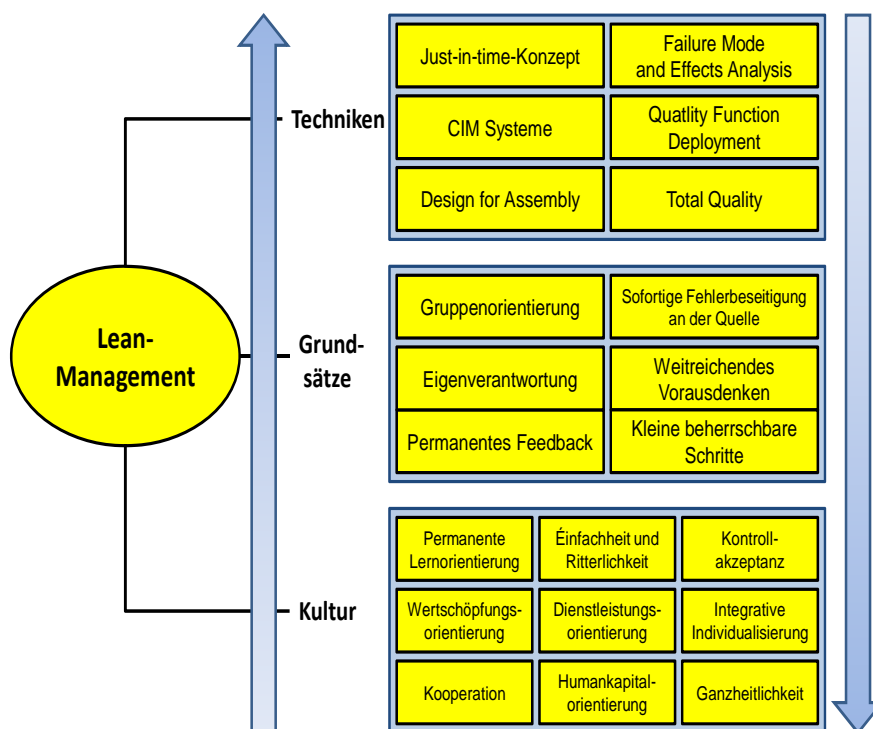 Just-in-time-Konzept
Failure Mode
and Effects Analysis
Techniken
CIM Systeme
Quatlity Function
Deployment
Design for Assembly
Total Quality
Lean-
Management
Grund-
sätze
Gruppenorientierung
Sofortige Fehlerbeseitigung
an der Quelle
Eigenverantwortung
Weitreichendes
Vorausdenken
Permanentes Feedback
Kleine beherrschbare
Schritte
Kultur
Permanente
Lernorientierung
Éinfachheit und
Ritterlichkeit
Kontroll-
akzeptanz
Wertschöpfungs-
orientierung
Dienstleistungs-
orientierung
Integrative
Individualisierung
Kooperation
Humankapital-
orientierung
Ganzheitlichkeit